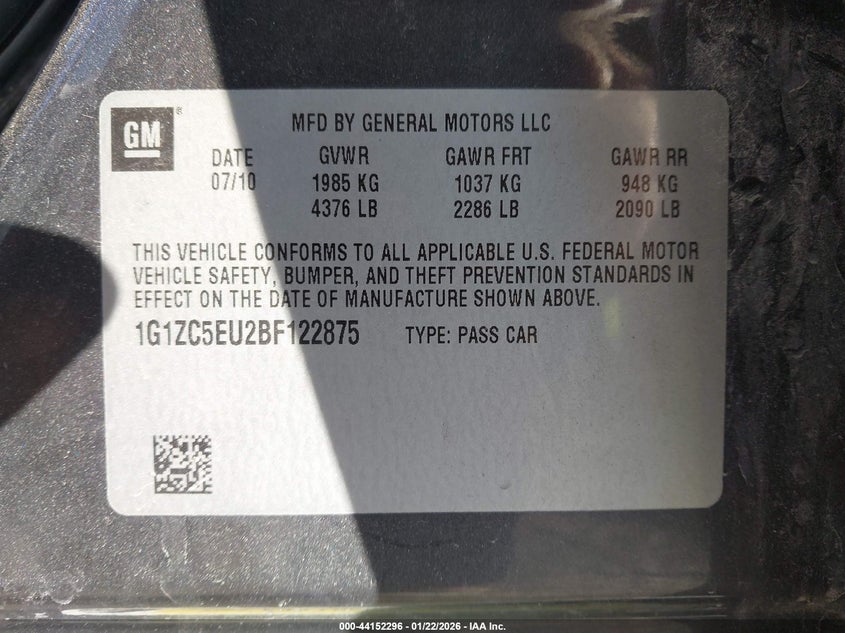 GM ®
MFD BY GENERAL MOTORS LLC
DATE GVWR GAWR FRT GAWR RR
07/10 1985 KG 1037 KG 948 KG
4376 LB 2286 LB 2090 LB
THIS VEHICLE CONFORMS TO ALL APPLICABLE U.S. FEDERAL MOTOR
VEHICLE SAFETY, BUMPER, AND THEFT PREVENTION STANDARDS IN
EFFECT ON THE DATE OF MANUFACTURE SHOWN ABOVE.
1G1ZC5EU2BF122875 TYPE: PASS CAR
000-44152296 - 01/22/2026 - IAA Inc.